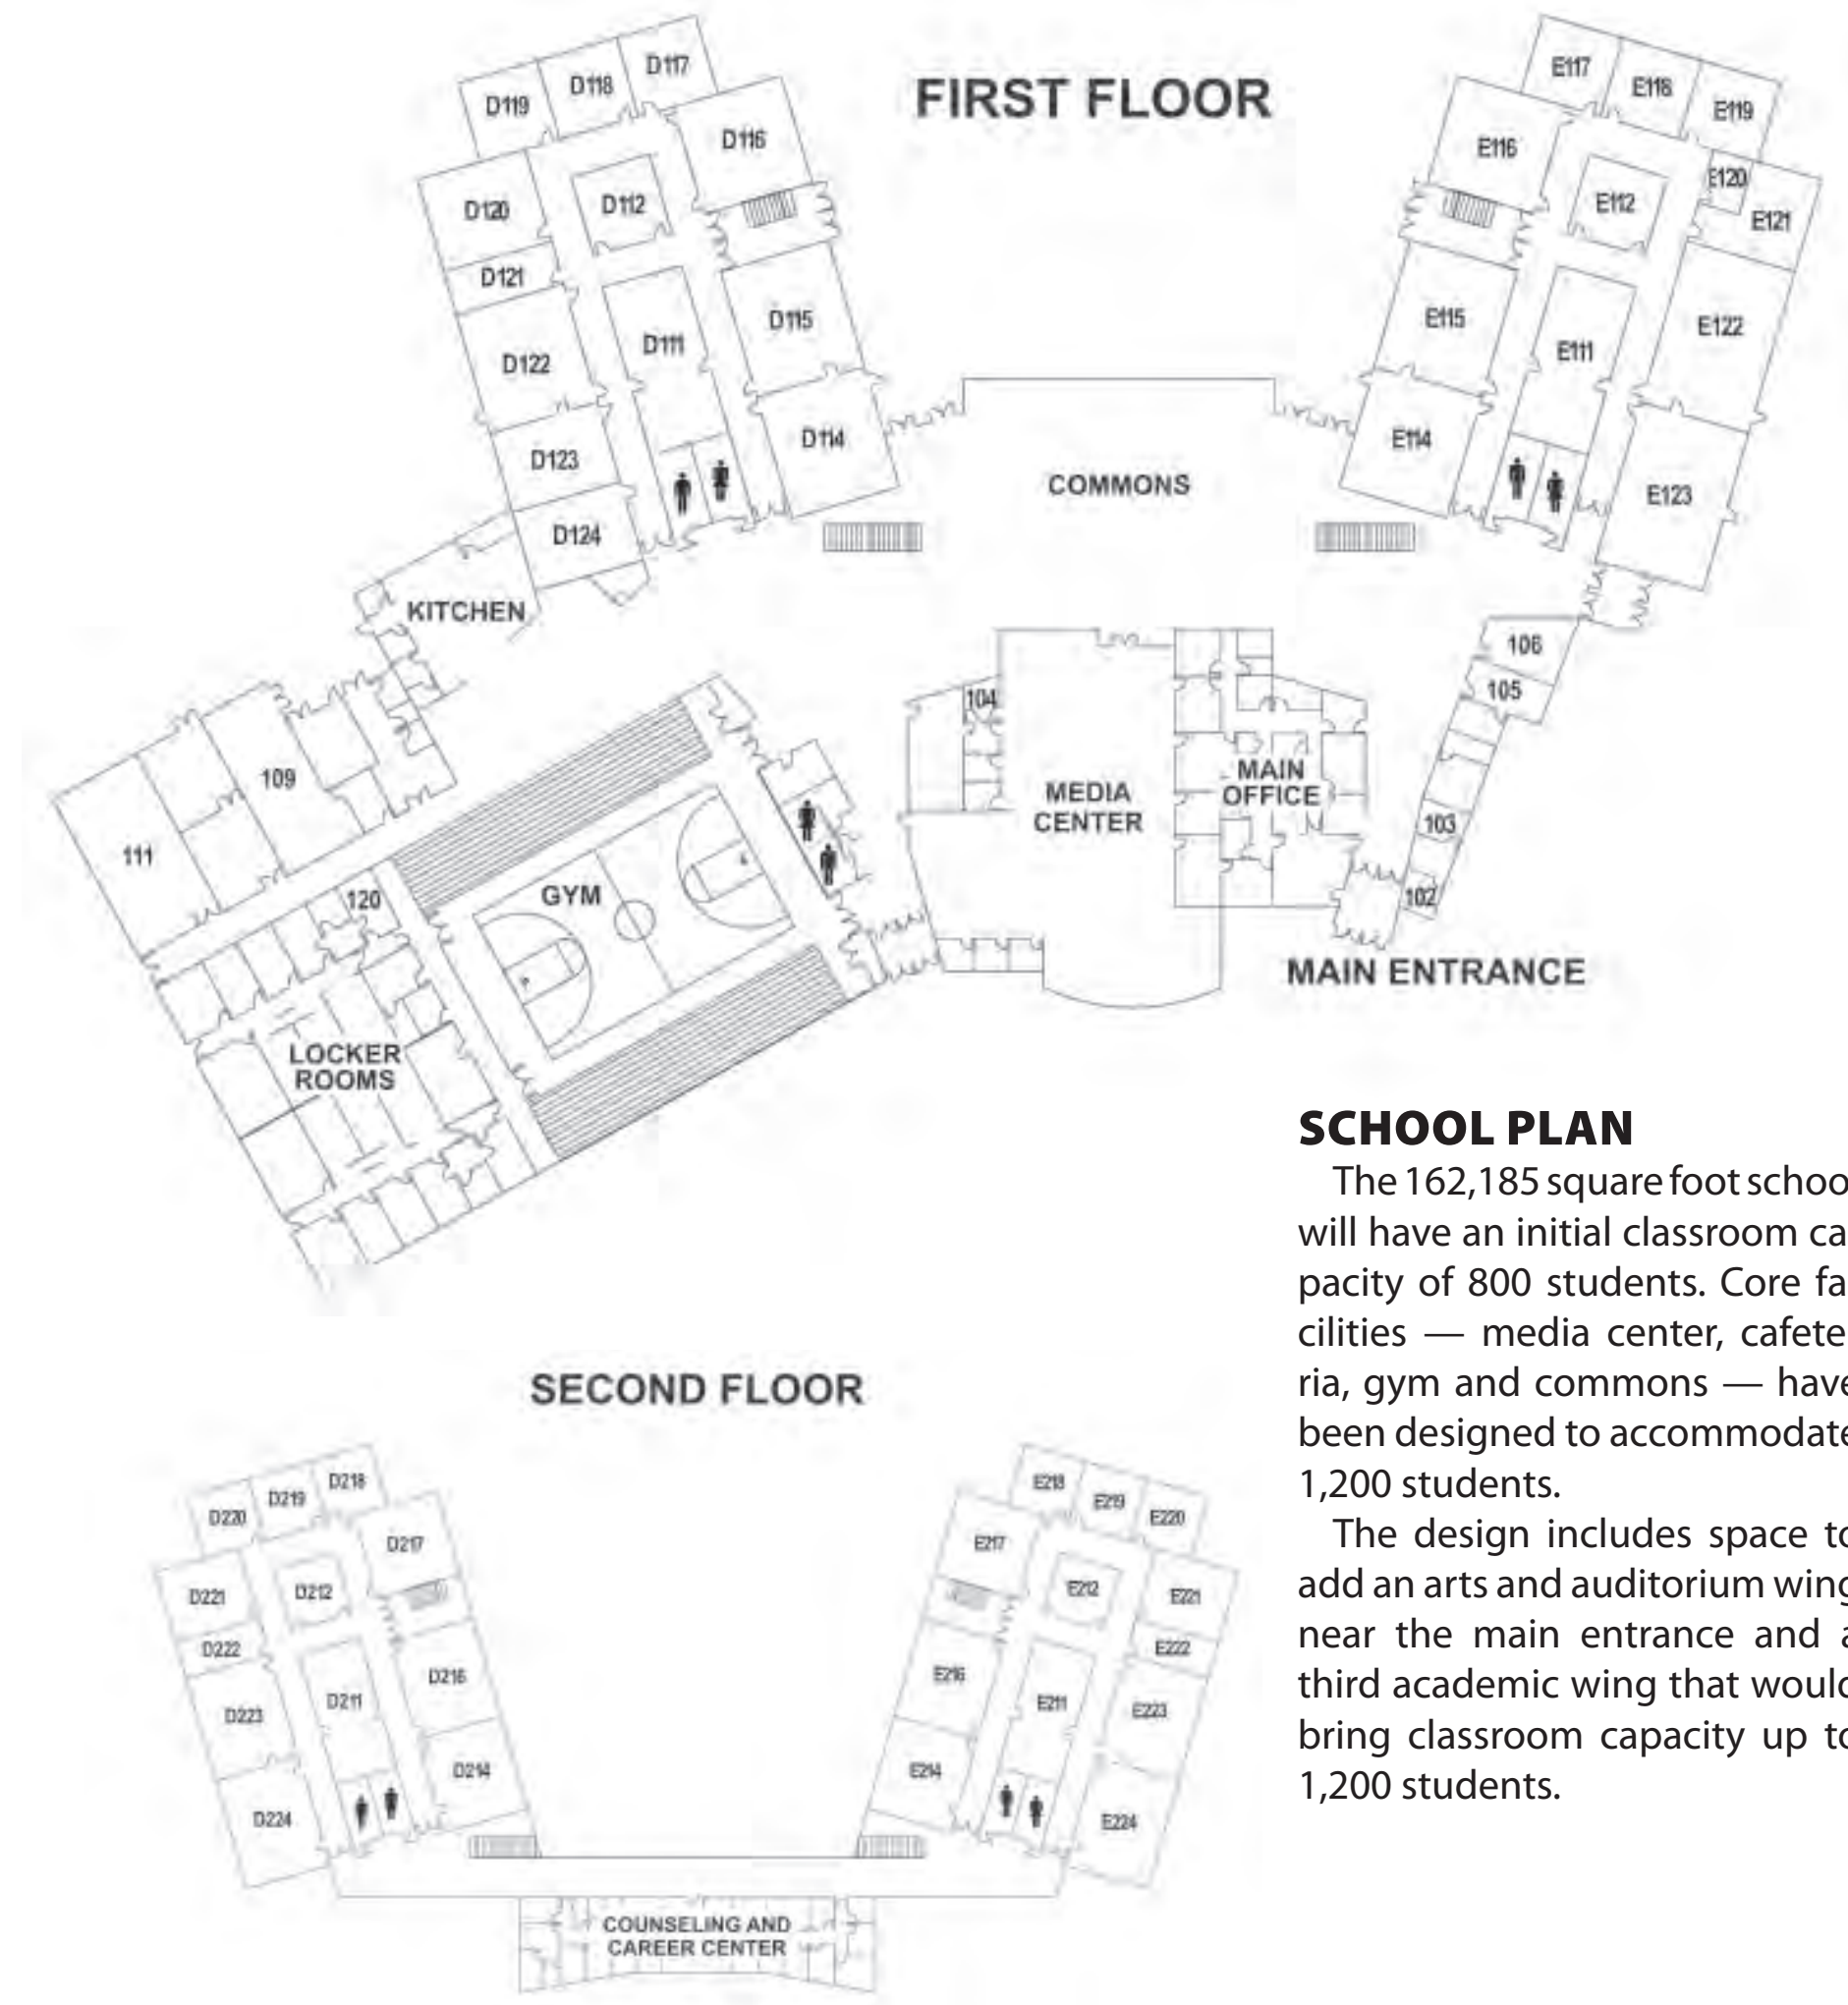 FIRST FLOOR
D117
D118
D119
D116
D120
D112
D121
D115
D111
D122
D114
D123
D124
E117
E118
E119
E116
E120
E112
E121
E115
E122
E111
E114
E123
COMMONS
KITCHEN
106
105
104
109
MEDIA
CENTER
MAIN
OFFICE
103
111
120
GYM
102
MAIN ENTRANCE
LOCKER
ROOMS
SCHOOL PLAN
The 162,185 square foot school
will have an initial classroom ca-
pacity of 800 students. Core fa-
cilities — media center, cafete-
ria, gym and commons — have
been designed to accommodate
1,200 students.
The design includes space to
add an arts and auditorium wing
near the main entrance and a
third academic wing that would
bring classroom capacity up to
1,200 students.
SECOND FLOOR
D218
D219
D220
D217
D221
D212
D222
D216
D211
D223
D214
D224
E218
E219
E220
E217
E212
E221
E222
E216
E211
E223
E214
E224
COUNSELING AND
CAREER CENTER